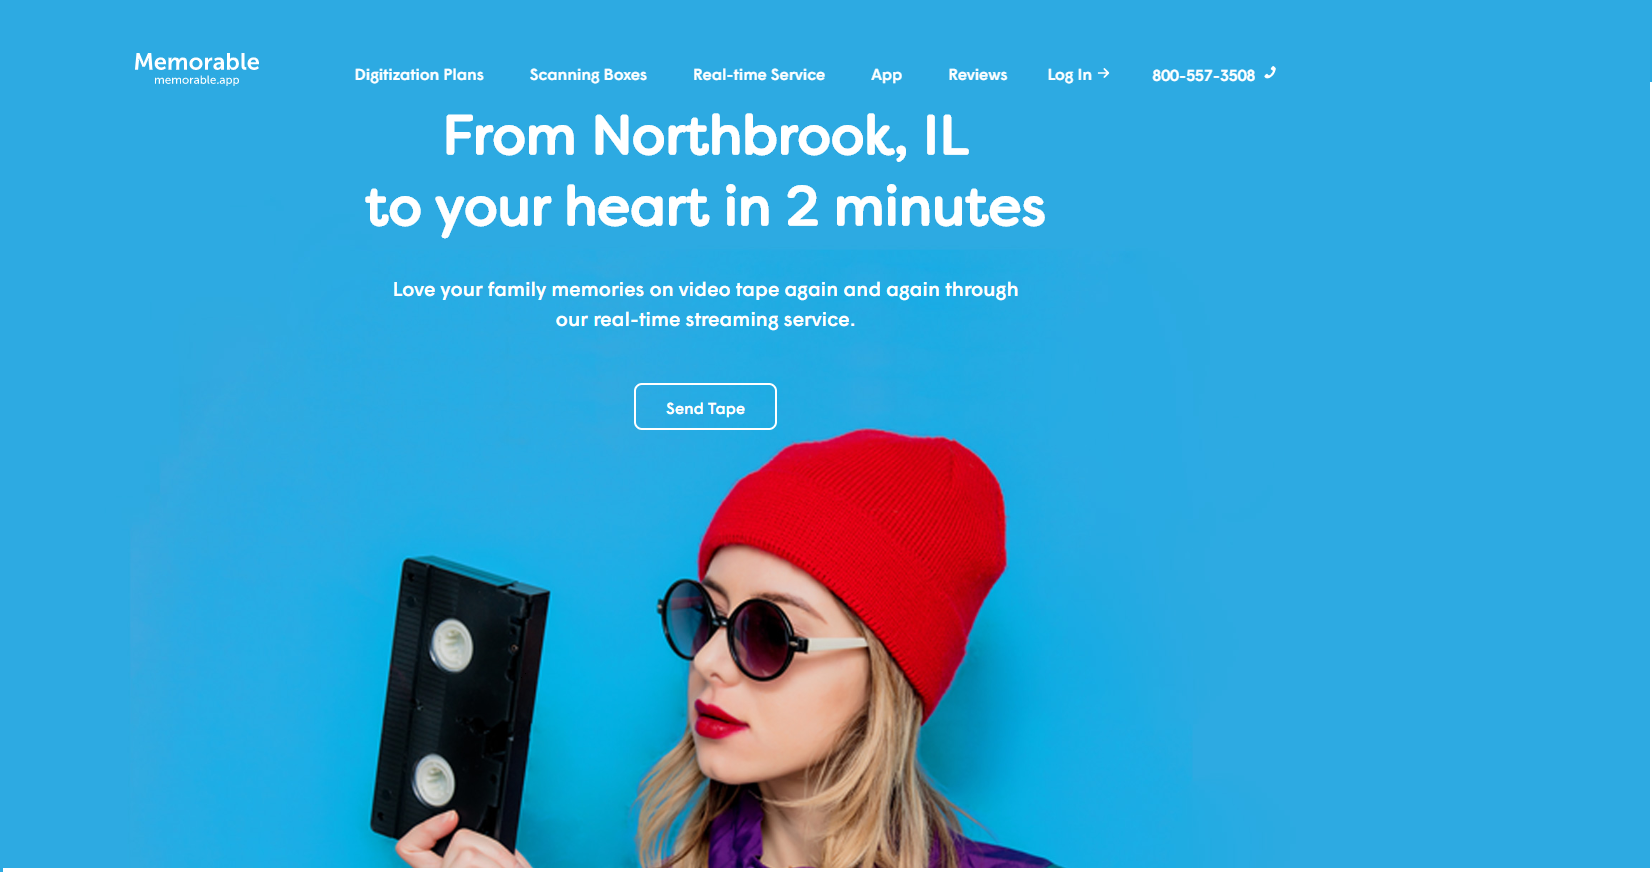 Memorable
memorable.app
Digitization Plans
Scanning Boxes
Real-time Service
App
Reviews
Log In →
800-557-3508
From Northbrook, IL
to your heart in 2 minutes
Love your family memories on video tape again and again through
our real-time streaming service.
Send Tape